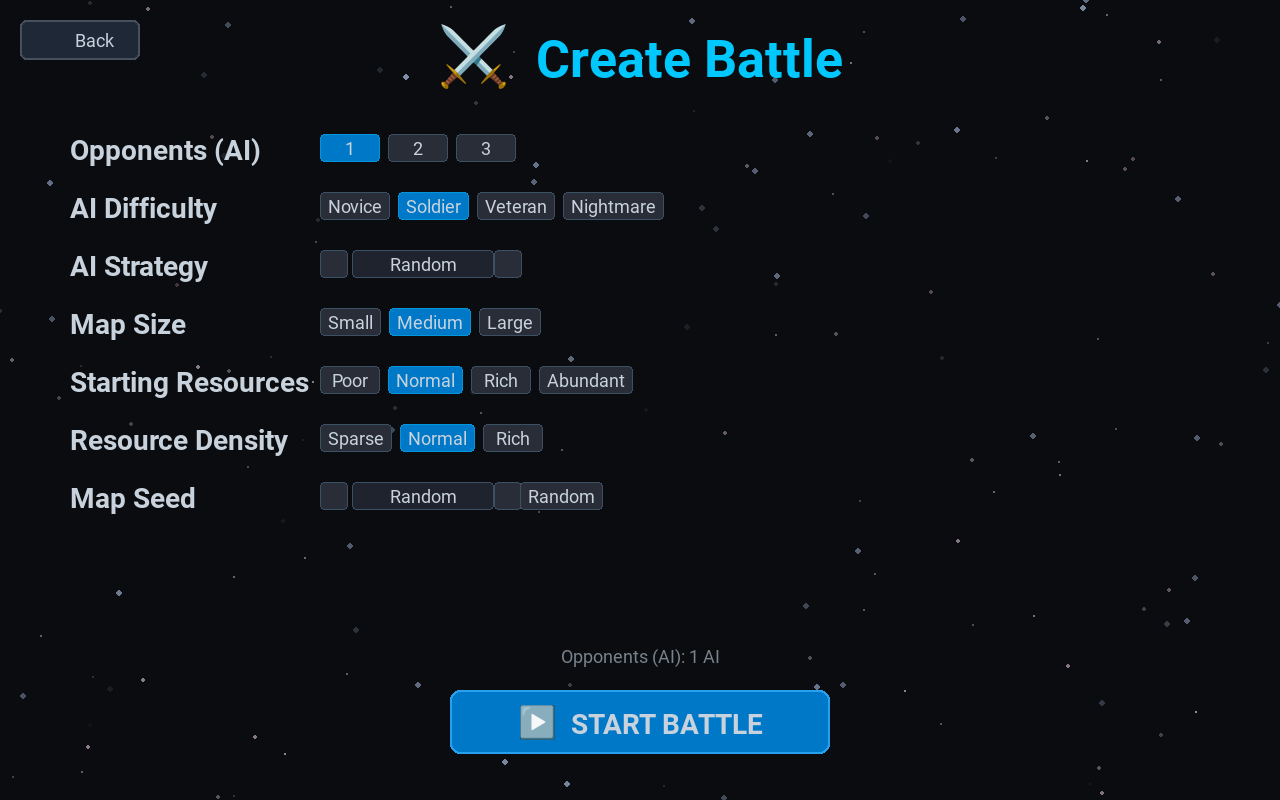 Back
Create Battle
Opponents (AI) 1 2 3
AI Difficulty Novice Soldier Veteran Nightmare
AI Strategy Random
Map Size Small Medium Large
Starting Resources Poor Normal Rich Abundant
Resource Density Sparse Normal Rich
Map Seed Random Random
Opponents (AI): 1 AI
START BATTLE